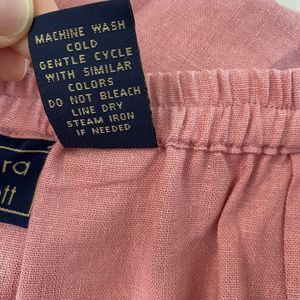 MACHINE WASH
COLD
GENTLE CYCLE
WITH SIMILAR
COLORS
DO NOT BLEACH
LINE DRY
STEAM IRON
IF NEEDED